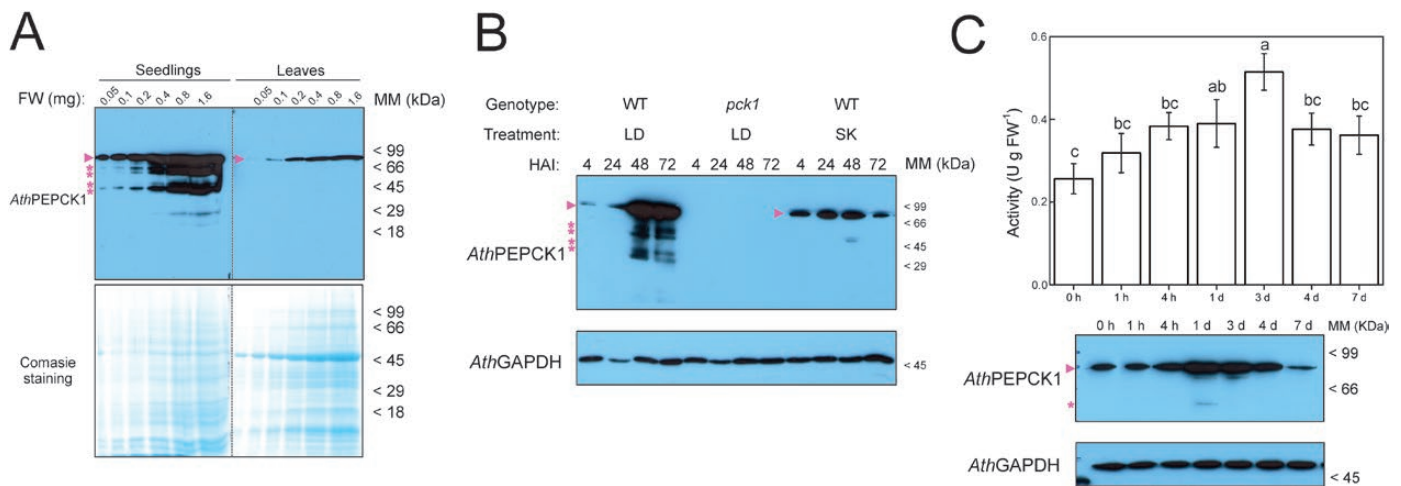 A
Seedlings Leaves
FW (mg): 0.05 0.1 0.2 0.4 0.8 1.6 0.05 0.1 0.2 0.4 0.8 1.6 MM (kDa)
< 99
< 66
< 45
< 29
< 18
AthPEPCK1
**
**
< 99
< 66
< 45
< 29
< 18
Comasie
staining
B
Genotype: WT pck1 WT
Treatment: LD LD SK
HAI: 4 24 48 72 4 24 48 72 4 24 48 72 MM (kDa)
< 99
< 66
< 45
< 29
AthPEPCK1
**
**
AthGAPDH
< 45
C
Activity (U g FW-1)
0.6
0.4
0.2
0.0
c bc bc ab a bc bc
0 h 1 h 4 h 1 d 3 d 4 d 7 d
0 h 1 h 4 h 1 d 3 d 4 d 7 d MM (KDa)
< 99
AthPEPCK1
< 66
*
AthGAPDH
< 45